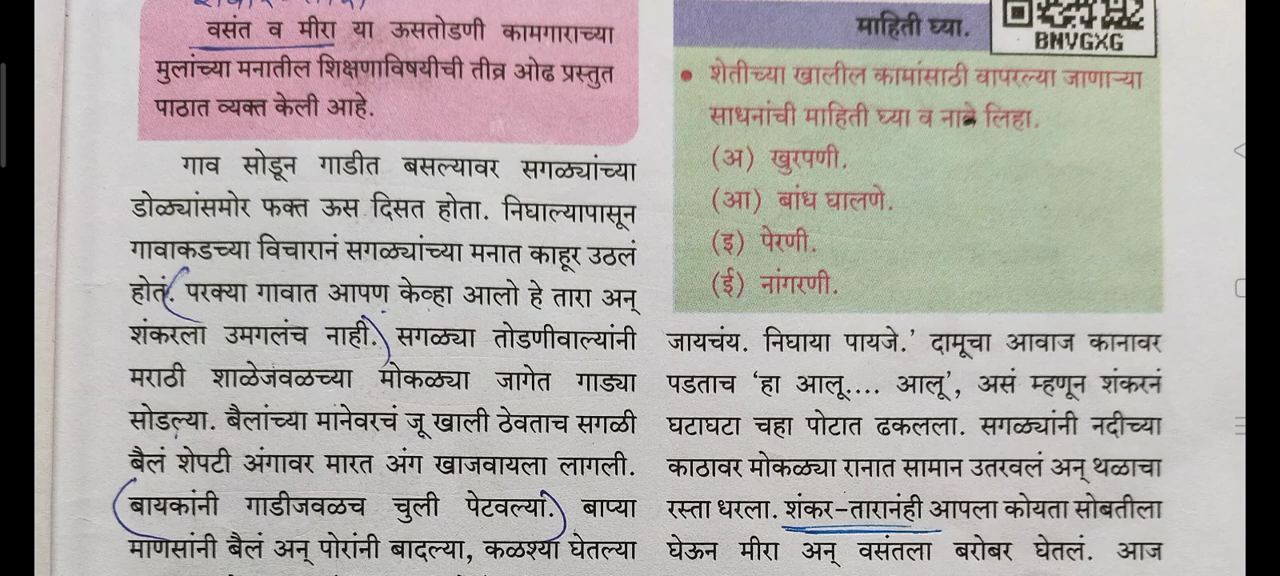 वसंत व मीरा या ऊसतोडणी कामगाराच्या
मुलांच्या मनातील शिक्षणाविषयीची तीव्र ओढ प्रस्तुत
पाठात व्यक्त केली आहे.
गाव सोडून गाडीत बसल्यावर सगळ्यांच्या
डोळ्यांसमोर फक्त ऊस दिसत होता. निघाल्यापासून
गावाकडच्या विचारानं सगळ्यांच्या मनात काहूर उठलं
होतं. परक्या गावात आपण केव्हा आलो हे तारा अन्
शंकरला उमगलंच नाही. सगळ्या तोडणीवाल्यांनी
मराठी शाळेजवळच्या मोकळ्या जागेत गाड्या
सोडल्या. बैलांच्या मानेवरचं जू खाली ठेवताच सगळी
बैलं शेपटी अंगावर मारत अंग खाजवायला लागली.
बायकांनी गाडीजवळच चुली पेटवल्या. बाप्या
माणसांनी बैलं अन् पोरांनी बादल्या, कळश्या घेतल्या
माहिती घ्या.
BNVGXG
• शेतीच्या खालील कामांसाठी वापरल्या जाणाऱ्या
साधनांची माहिती घ्या व नावे लिहा.
(अ) खुरपणी.
(आ) बांध घालणे.
(इ) पेरणी.
(ई) नांगरणी.
जायचंय. निघाया पायजे.’ दामूचा आवाज कानावर
पडताच ‘हा आलू.... आलू’, असं म्हणून शंकरनं
घटाघटा चहा पोटात ढकलला. सगळ्यांनी नदीच्या
काठावर मोकळ्या रानात सामान उतरवलं अन् थळाचा
रस्ता धरला. शंकर-तारानंही आपला कोयता सोबतीला
घेऊन मीरा अन् वसंतला बरोबर घेतलं. आज